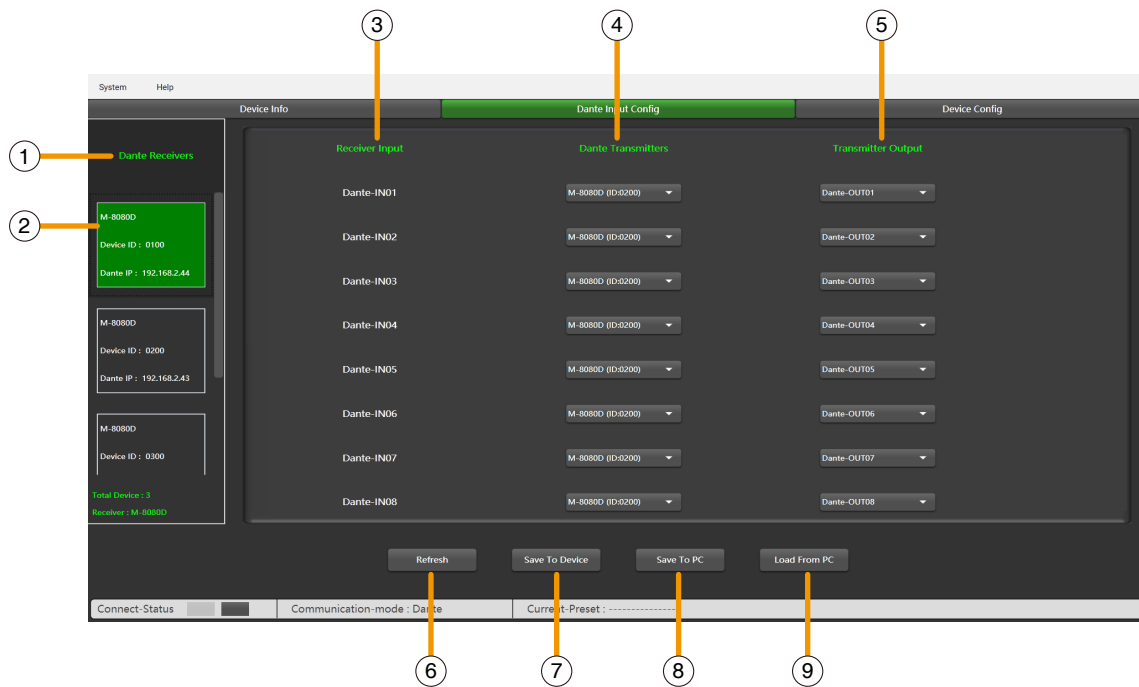 3 4 5
System Help
Device Info Dante Input Config Device Config
1 Dante Receivers Receiver Input Dante Transmitters Transmitter Output
2
M-8080D
Device ID : 0100
Dante IP : 192.168.2.44
M-8080D
Device ID : 0200
Dante IP : 192.168.2.43
M-8080D
Device ID : 0300
Total Device : 3
Receiver : M-8080D
Dante-IN01 M-8080D (ID:0200) Dante-OUT01
Dante-IN02 M-8080D (ID:0200) Dante-OUT02
Dante-IN03 M-8080D (ID:0200) Dante-OUT03
Dante-IN04 M-8080D (ID:0200) Dante-OUT04
Dante-IN05 M-8080D (ID:0200) Dante-OUT05
Dante-IN06 M-8080D (ID:0200) Dante-OUT06
Dante-IN07 M-8080D (ID:0200) Dante-OUT07
Dante-IN08 M-8080D (ID:0200) Dante-OUT08
Refresh Save To Device Save To PC Load From PC
Connect-Status Communication-mode : Dante Current-Preset : ---------------
6 7 8 9